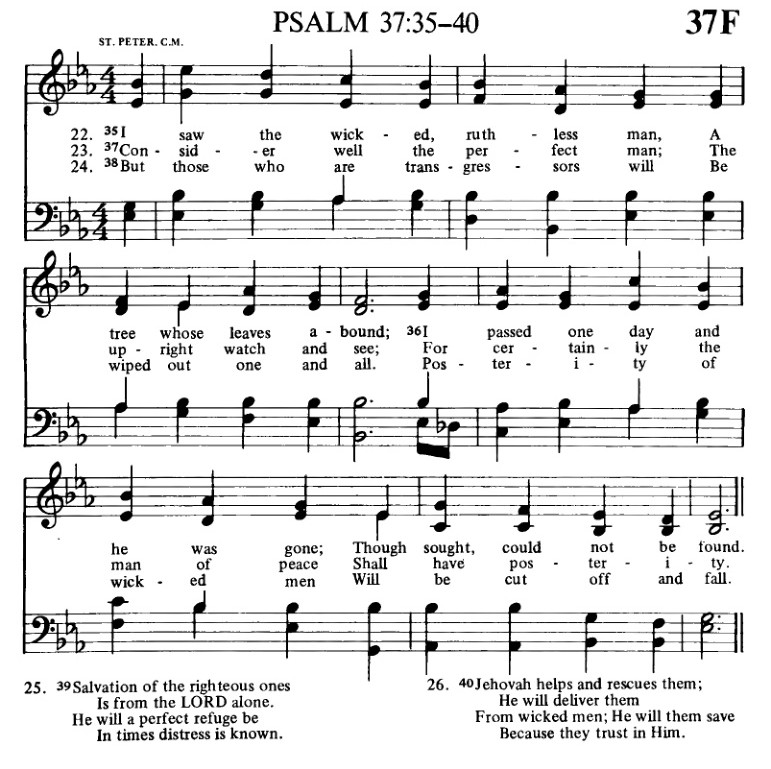 PSALM 37:35–40
37F
ST. PETER. C.M.
4 4
22. 35I saw the wick - ed, ruth - less man, A
23. 37Con - sid - er well the per - fect man; The
24. 38But those who are trans - gres - sors will Be
4 4
tree whose leaves a - bound; 36I passed one day and
up - right watch and see; For cer - tain - ly the
wiped out one and all. Pos - ter - i - ty of
he was gone; Though sought, could not be found.
man of peace Shall have pos - ter - i - ty.
wick - ed men Will be cut off and fall.
25. 39Salvation of the righteous ones
Is from the LORD alone.
He will a perfect refuge be
In times distress is known.
26. 40Jehovah helps and rescues them;
He will deliver them
From wicked men; He will them save
Because they trust in Him.